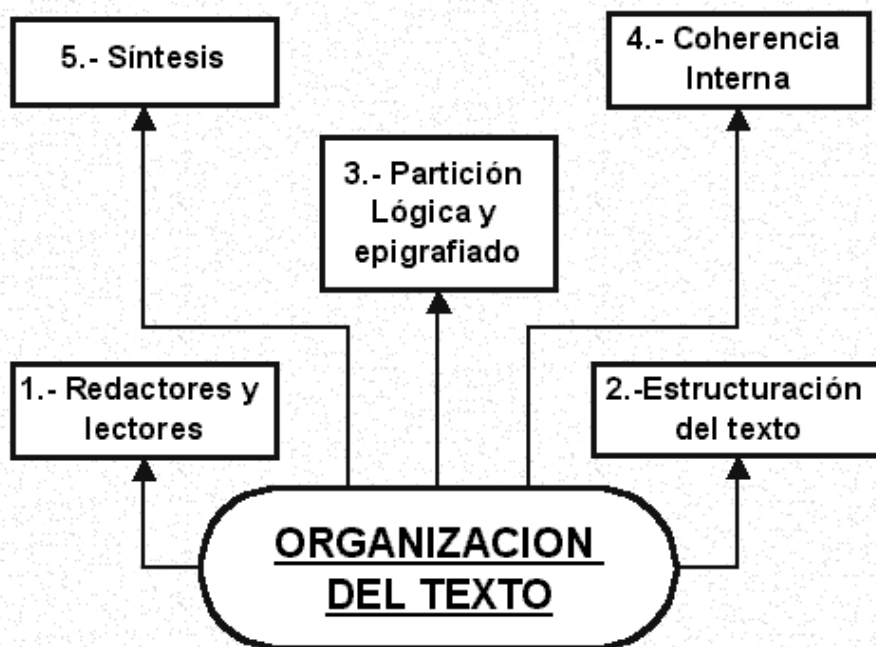 5.- Síntesis
4.- Coherencia
Interna
3.- Partición
Lógica y
epigrafiado
1.- Redactores y
lectores
2.-Estructuración
del texto
ORGANIZACION
DEL TEXTO